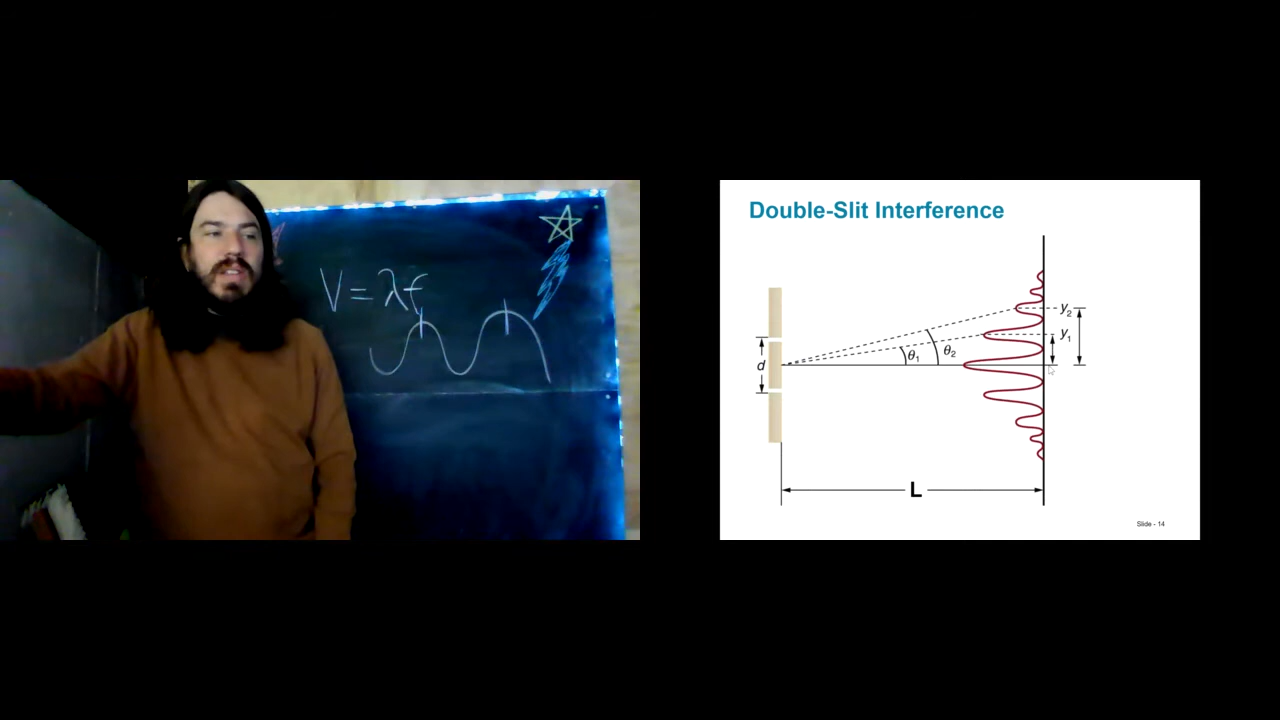 V = λf
Double-Slit Interference
y₂
y₁
θ₁
θ₂
d
L
Slide - 14